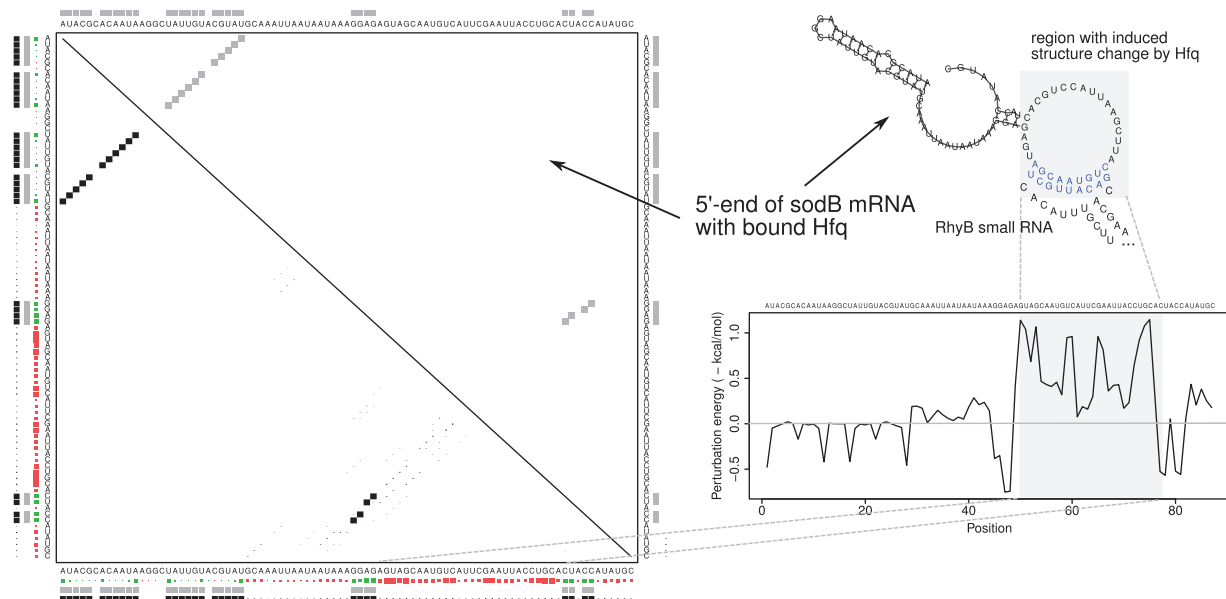 AUACGCACAAUAAGGCUAUUGUACGUAUGCAAAUUAAUAAUAAAGGAGAGUAGCAAUGUCAUUCGAAUUACCUGCACUACCAUAUGC
region with induced
structure change by Hfq
5'-end of sodB mRNA
with bound Hfq
RhyB small RNA
...
AUACGCACAAUAAGGCUAUUGUACGUAUGCAAAUUAAUAAUAAAGGAGAGUAGCAAUGUCAUUCGAAUUACCUGCACUACCAUAUGC
Perturbation energy ( − kcal/mol)
1.0
0.5
0.0
−0.5
0 20 40 60 80
Position
AUACGCACAAUAAGGCUAUUGUACGUAUGCAAAUUAAUAAUAAAGGAGAGUAGCAAUGUCAUUCGAAUUACCUGCACUACCAUAUGC